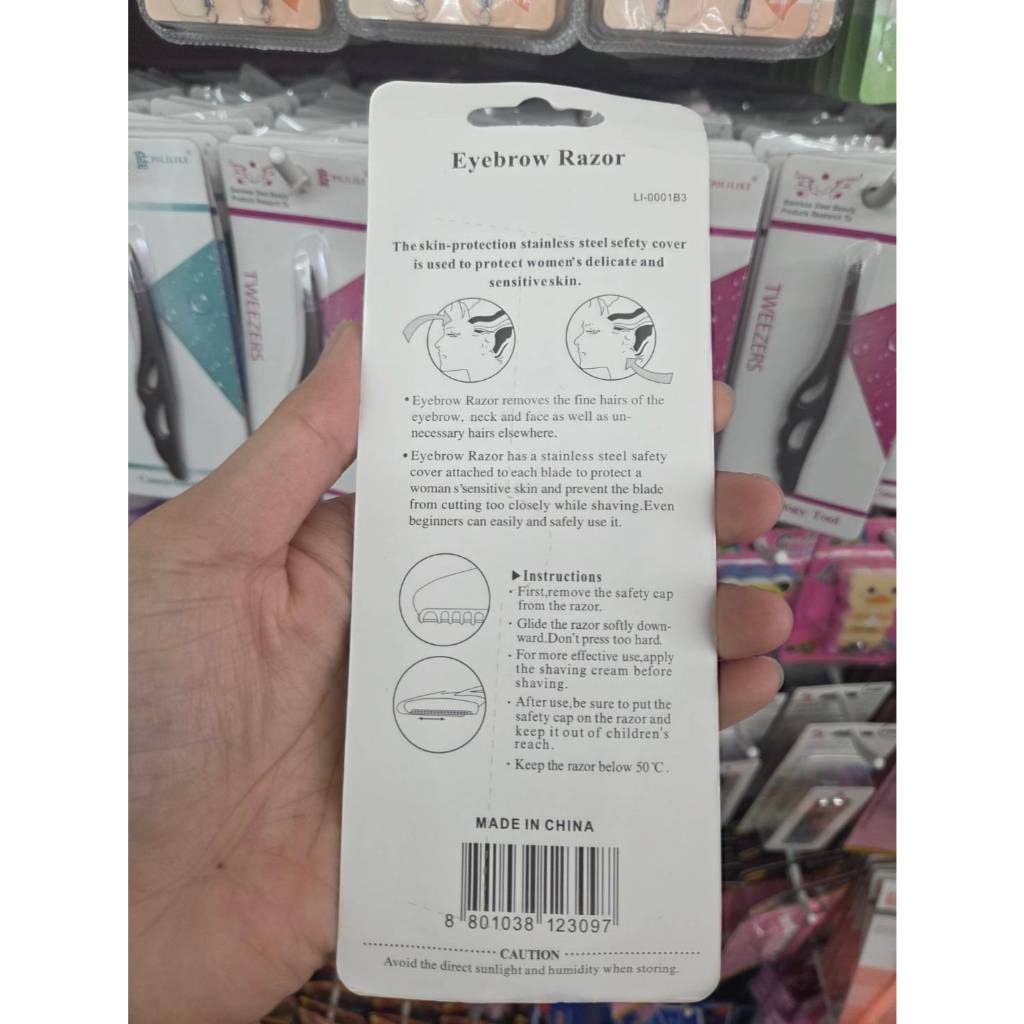 Eyebrow Razor
LI-0001B3
The skin-protection stainless steel sefety cover
is used to protect women's delicate and
sensitive skin.
• Eyebrow Razor removes the fine hairs of the
eyebrow, neck and face as well as un-
necessary hairs elsewhere.
• Eyebrow Razor has a stainless steel safety
cover attached to each blade to protect a
woman s'sensitive skin and prevent the blade
from cutting too closely while shaving.Even
beginners can easily and safely use it.
▶Instructions
· First,remove the safety cap
from the razor.
· Glide the razor softly down-
ward.Don't press too hard.
· For more effective use,apply
the shaving cream before
shaving.
· After use,be sure to put the
safety cap on the razor and
keep it out of children's
reach.
· Keep the razor below 50℃.
MADE IN CHINA
8 801038 123097
CAUTION
Avoid the direct sunlight and humidity when storing.
TWEEZERS
TWEEZERS